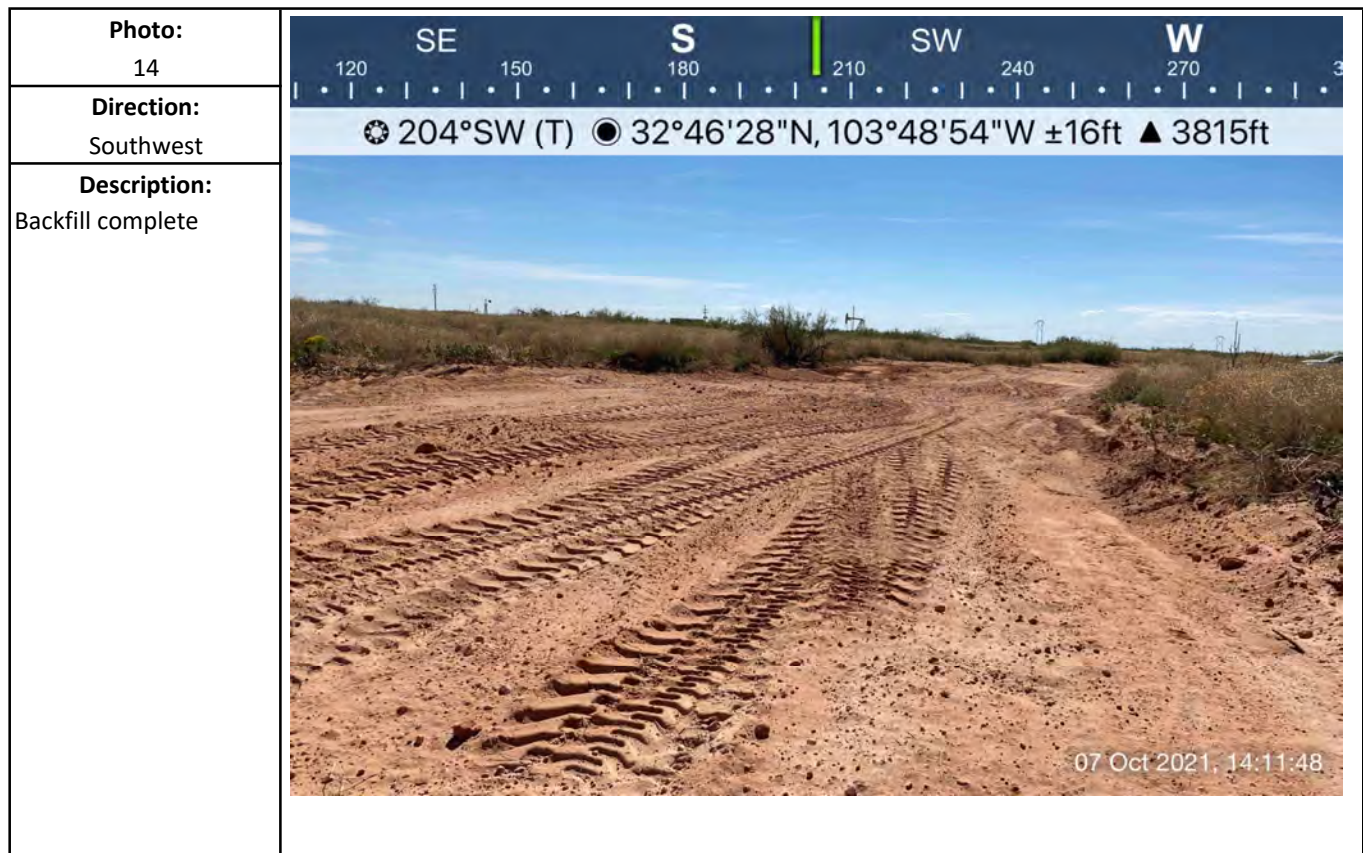 Photo:
14
Direction:
Southwest
Description:
Backfill complete
SE S SW W
120 150 180 210 240 270 3
204°SW (T) 32°46'28"N, 103°48'54"W ±16ft ▲ 3815ft
07 Oct 2021, 14:11:48